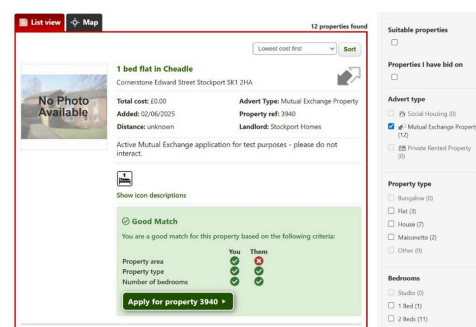 List view
Map
12 properties found
Lowest cost first
Sort
1 bed flat in Cheadle
Cornerstone Edward Street Stockport SK1 2HA
No Photo
Available
Total cost: £0.00
Advert Type: Mutual Exchange Property
Added: 02/06/2025
Property ref: 3940
Distance: unknown
Landlord: Stockport Homes
Active Mutual Exchange application for test purposes - please do not
interact.
1
Show icon descriptions
Good Match
You are a good match for this property based on the following criteria:
You Them
Property area
Property type
Number of bedrooms
Apply for property 3940
Suitable properties
Properties I have bid on
Advert type
Social Housing (0)
Mutual Exchange Property
(12)
Private Rented Property
(0)
Property type
Bungalow (0)
Flat (3)
House (7)
Maisonette (2)
Other (0)
Bedrooms
Studio (0)
1 Bed (1)
2 Beds (11)